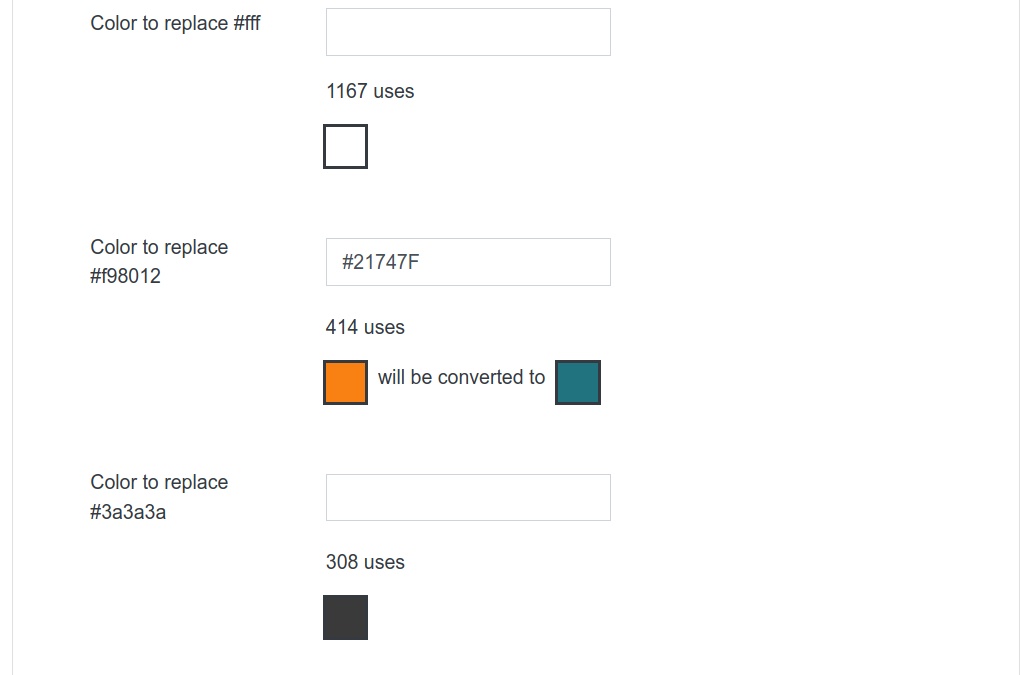 Color to replace #fff
1167 uses
Color to replace
#f98012
#21747F
414 uses
will be converted to
Color to replace
#3a3a3a
308 uses